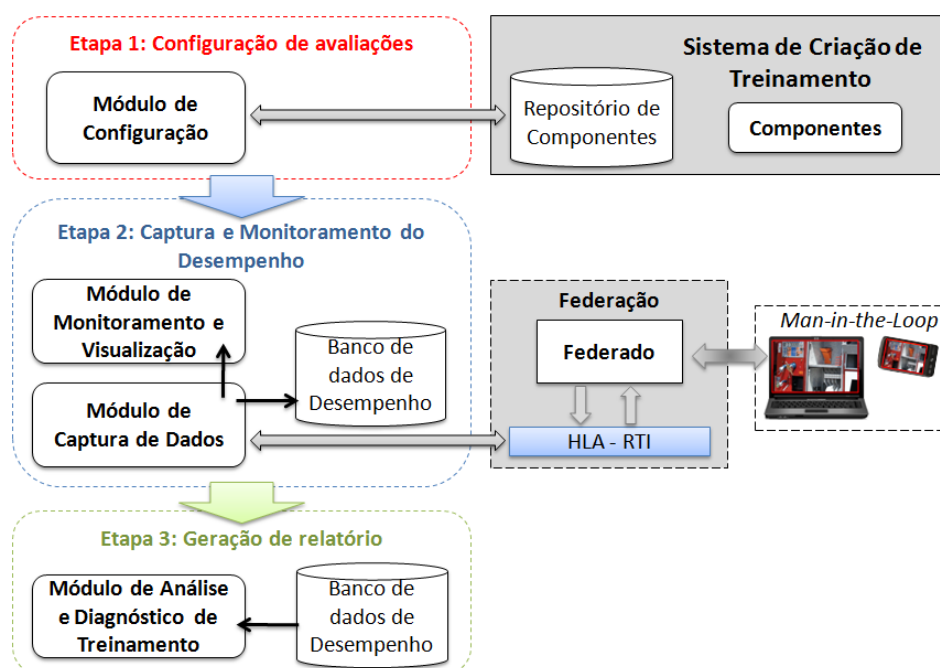 Etapa 1: Configuração de avaliações
Módulo de
Configuração
Repositório de
Componentes
Sistema de Criação de
Treinamento
Componentes
Etapa 2: Captura e Monitoramento do
Desempenho
Módulo de
Monitoramento e
Visualização
Banco de
dados de
Desempenho
Módulo de
Captura de Dados
Federação
Federado
HLA - RTI
Man-in-the-Loop
Etapa 3: Geração de relatório
Módulo de Análise
e Diagnóstico de
Treinamento
Banco de
dados de
Desempenho